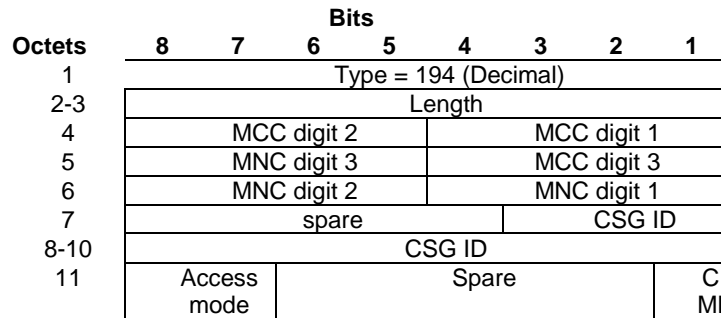 Bits
Octets 8 7 6 5 4 3 2 1
1 Type = 194 (Decimal)
2-3 Length
4 MCC digit 2 MCC digit 1
5 MNC digit 3 MCC digit 3
6 MNC digit 2 MNC digit 1
7 spare CSG ID
8-10 CSG ID
11 Access Spare
mode